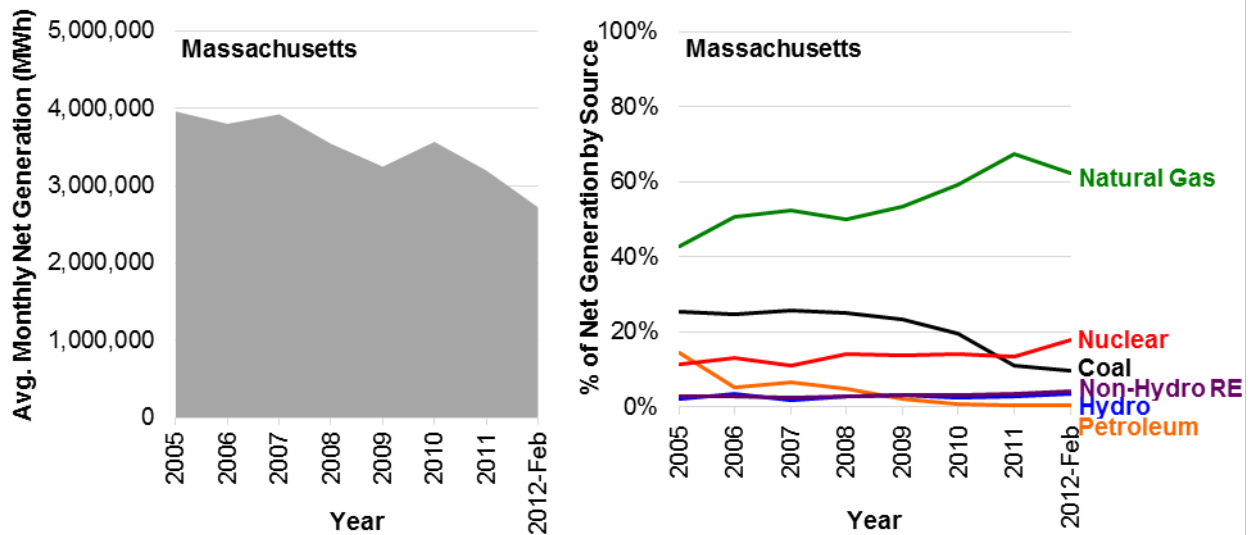 Avg. Monthly Net Generation (MWh)
5,000,000
4,000,000
3,000,000
2,000,000
1,000,000
0
Massachusetts
2005
2006
2007
2008
2009
2010
2011
2012-Feb
Year
% of Net Generation by Source
100%
80%
60%
40%
20%
0%
Massachusetts
Natural Gas
Nuclear
Coal
Non-Hydro RE
Hydro
Petroleum
2005
2006
2007
2008
2009
2010
2011
2012-Feb
Year